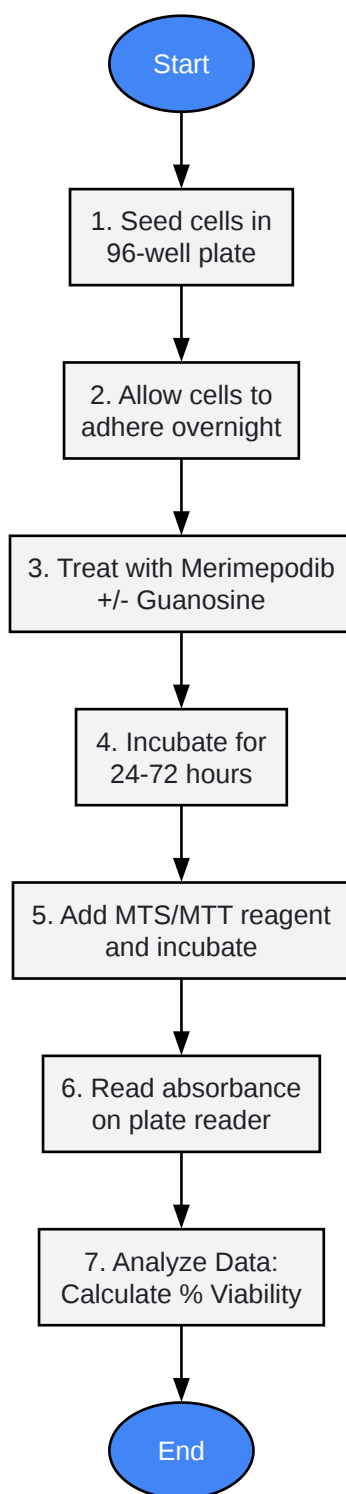 Start
1. Seed cells in
96-well plate
2. Allow cells to
adhere overnight
3. Treat with Merimepodib
+/- Guanosine
4. Incubate for
24-72 hours
5. Add MTS/MTT reagent
and incubate
6. Read absorbance
on plate reader
7. Analyze Data:
Calculate % Viability
End